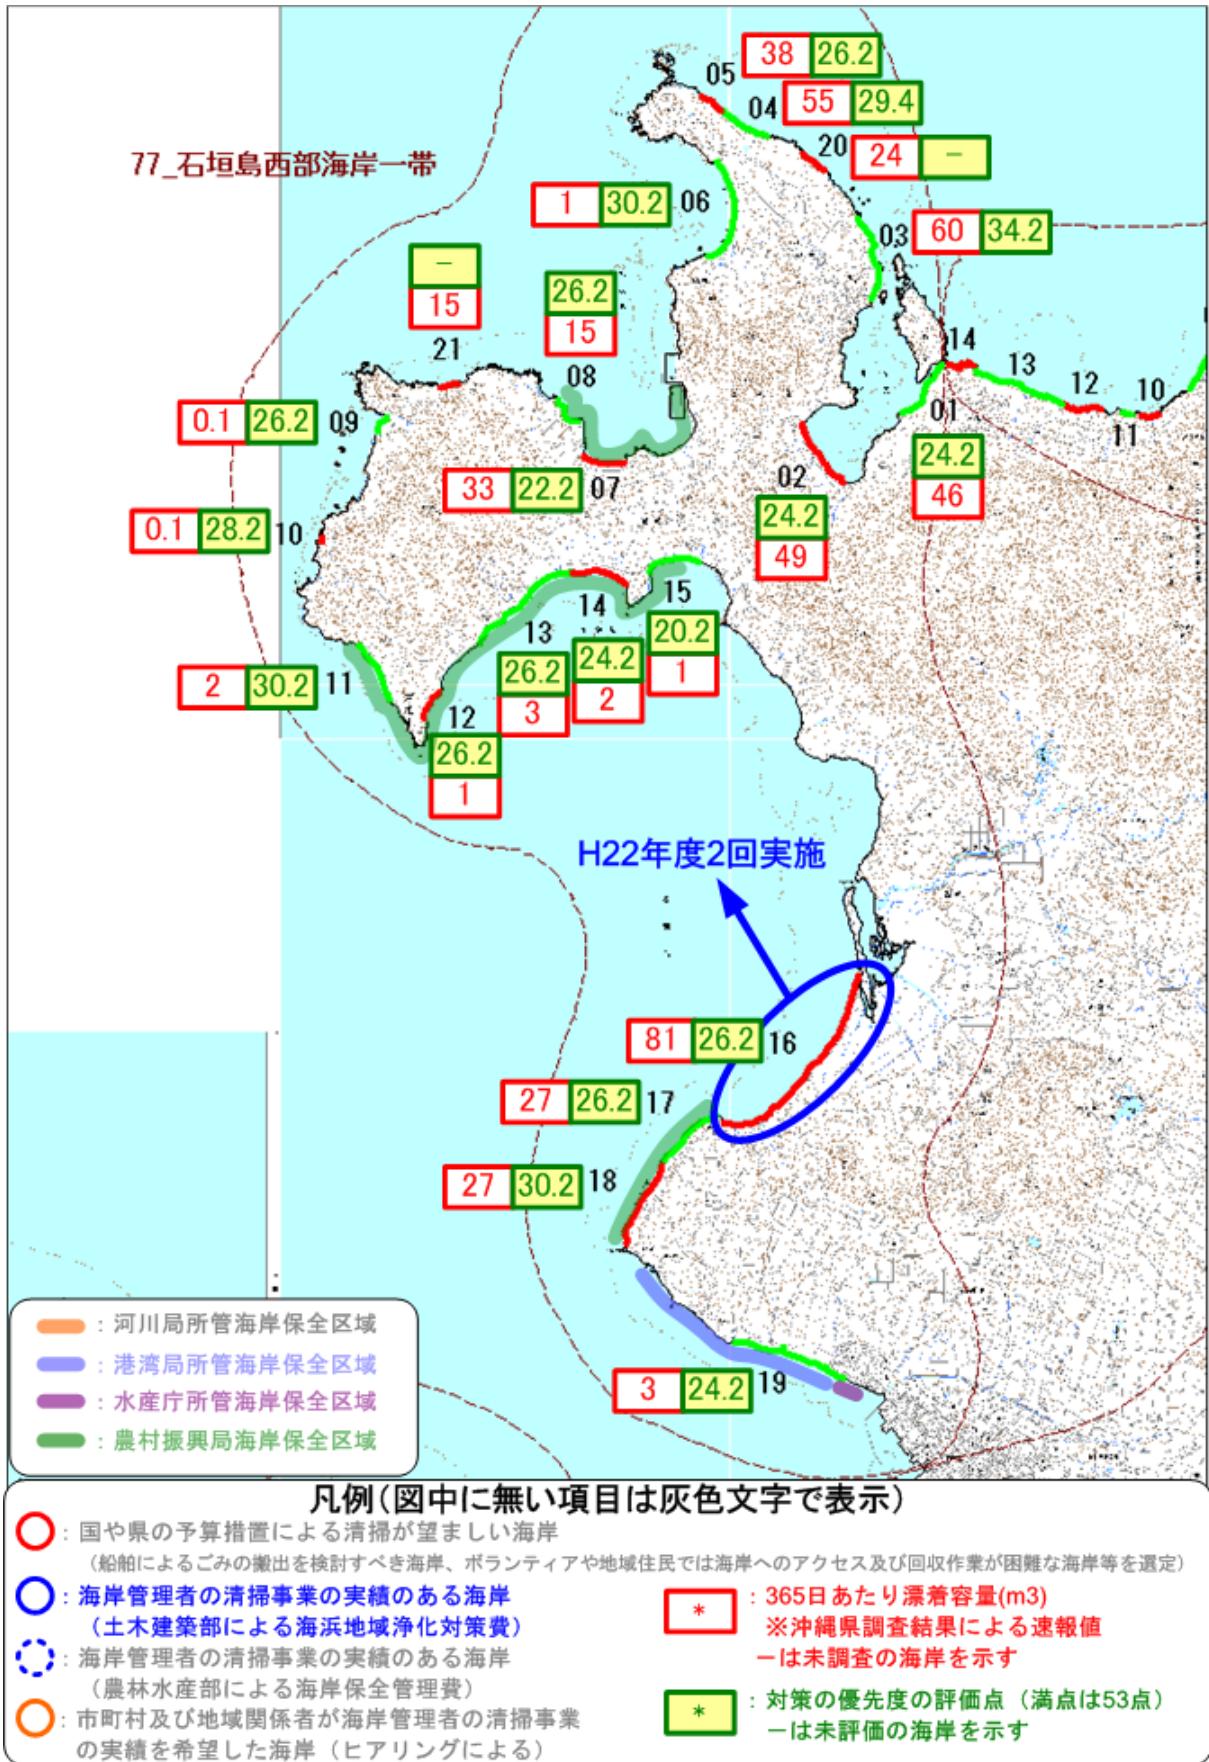 05
38 26.2
04
55 29.4
77_石垣島西部海岸一帯
20
24 －
1 30.2 06
03
60 34.2
－
15
26.2
15
21
08
14
13
12
10
11
0.1 26.2 09
01
24.2
46
02
24.2
49
33 22.2 07
0.1 28.2 10
15
14
13
20.2
1
24.2
2
26.2
3
2 30.2 11
12
26.2
1
H22年度2回実施
81 26.2 16
27 26.2 17
27 30.2 18
3 24.2 19
：河川局所管海岸保全区域
：港湾局所管海岸保全区域
：水産庁所管海岸保全区域
：農村振興局海岸保全区域
凡例(図中に無い項目は灰色文字で表示)
：国や県の予算措置による清掃が望ましい海岸
（船舶によるごみの搬出を検討すべき海岸、ボランティアや地域住民では海岸へのアクセス及び回収作業が困難な海岸等を選定）
：海岸管理者の清掃事業の実績のある海岸
（土木建築部による海浜地域浄化対策費）
：海岸管理者の清掃事業の実績のある海岸
（農林水産部による海岸保全管理費）
：市町村及び地域関係者が海岸管理者の清掃事業
の実績を希望した海岸（ヒアリングによる）
* ：365日あたり漂着容量(m3)
※沖縄県調査結果による速報値
－は未調査の海岸を示す
* ：対策の優先度の評価点（満点は53点）
－は未評価の海岸を示す